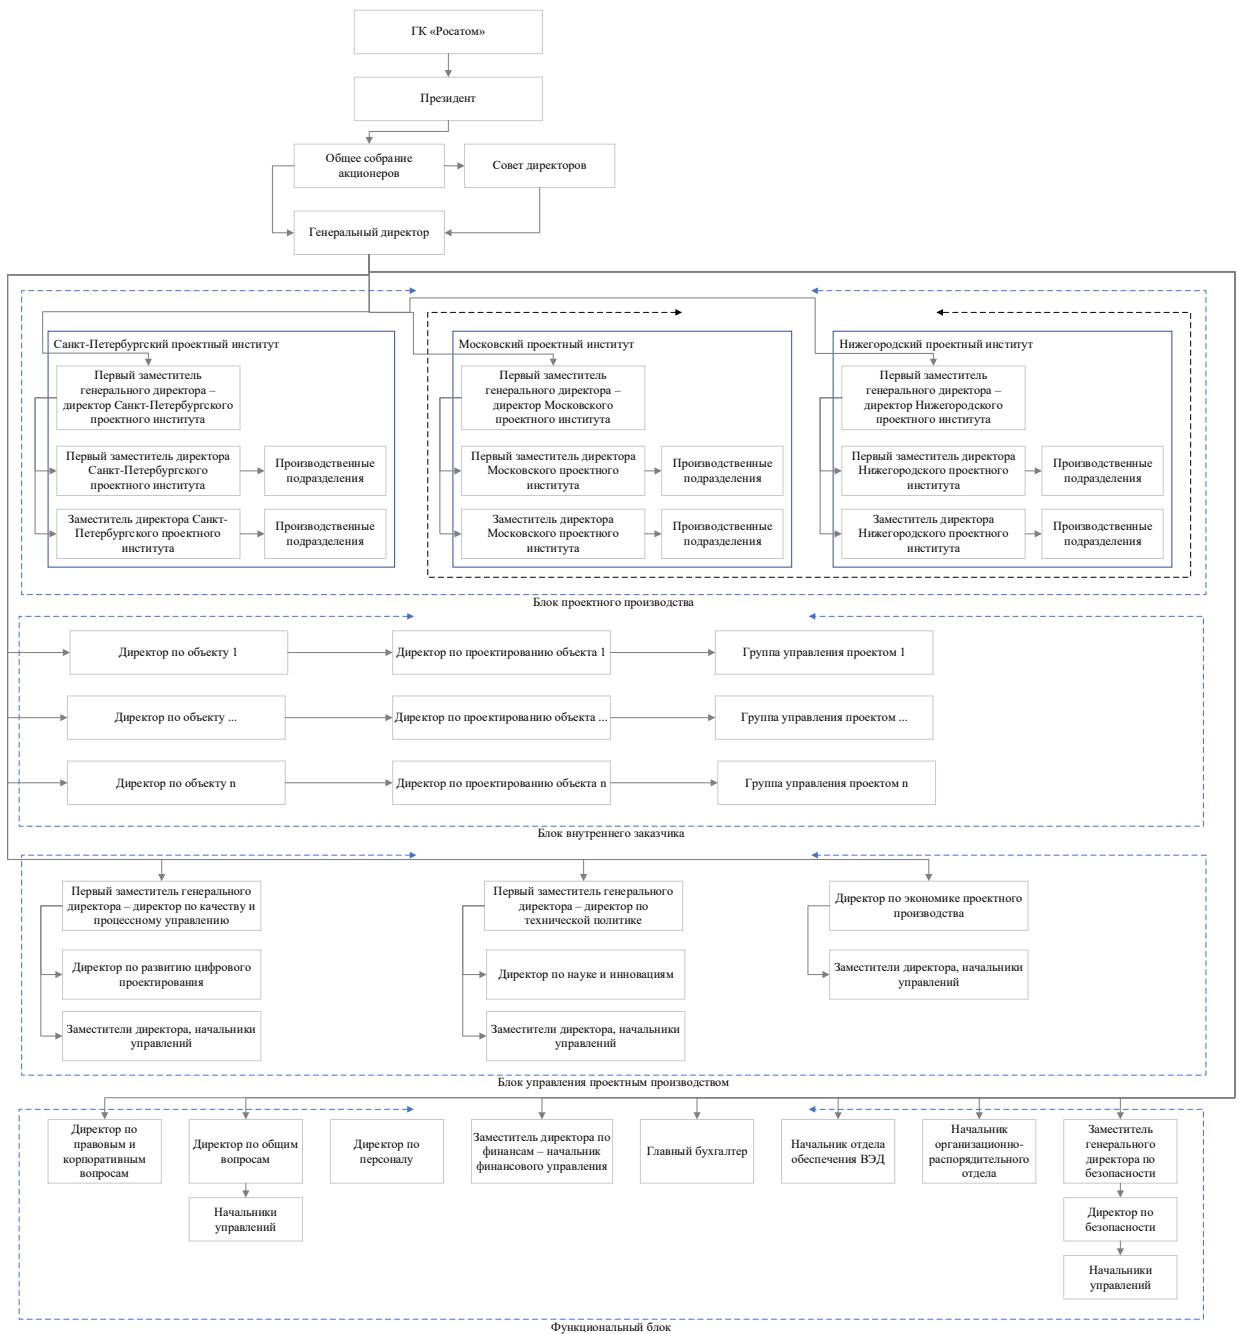 ГК «Росатом»
Президент
Общее собрание
акционеров
Совет директоров
Генеральный директор
Санкт-Петербургский проектный институт
Первый заместитель
генерального директора –
директор Санкт-Петербургского
проектного института
Первый заместитель директора
Санкт-Петербургского
проектного института
Производственные
подразделения
Заместитель директора Санкт-
Петербургского проектного
института
Производственные
подразделения
Московский проектный институт
Первый заместитель
генерального директора –
директор Московского
проектного института
Первый заместитель директора
Московского проектного
института
Производственные
подразделения
Заместитель директора
Московского проектного
института
Производственные
подразделения
Нижегородский проектный институт
Первый заместитель
генерального директора –
директор Нижегородского
проектного института
Первый заместитель директора
Нижегородского проектного
института
Производственные
подразделения
Заместитель директора
Нижегородского проектного
института
Производственные
подразделения
Блок проектного производства
Директор по объекту 1
Директор по проектированию объекта 1
Группа управления проектом 1
Директор по объекту ...
Директор по проектированию объекта ...
Группа управления проектом ...
Директор по объекту n
Директор по проектированию объекта n
Группа управления проектом n
Блок внутреннего заказчика
Первый заместитель генерального
директора – директор по качеству и
процессному управлению
Директор по развитию цифрового
проектирования
Заместители директора, начальники
управлений
Первый заместитель генерального
директора – директор по
технической политике
Директор по науке и инновациям
Заместители директора, начальники
управлений
Директор по экономике проектного
производства
Заместители директора, начальники
управлений
Блок управления проектным производством
Директор по
правовым и
корпоративным
вопросам
Директор по общим
вопросам
Начальники
управлений
Директор по
персоналу
Заместитель директора по
финансам – начальник
финансового управления
Главный бухгалтер
Начальник отдела
обеспечения ВЭД
Начальник
организационно-
распорядительного
отдела
Заместитель
генерального
директора по
безопасности
Директор по
безопасности
Начальники
управлений
Функциональный блок